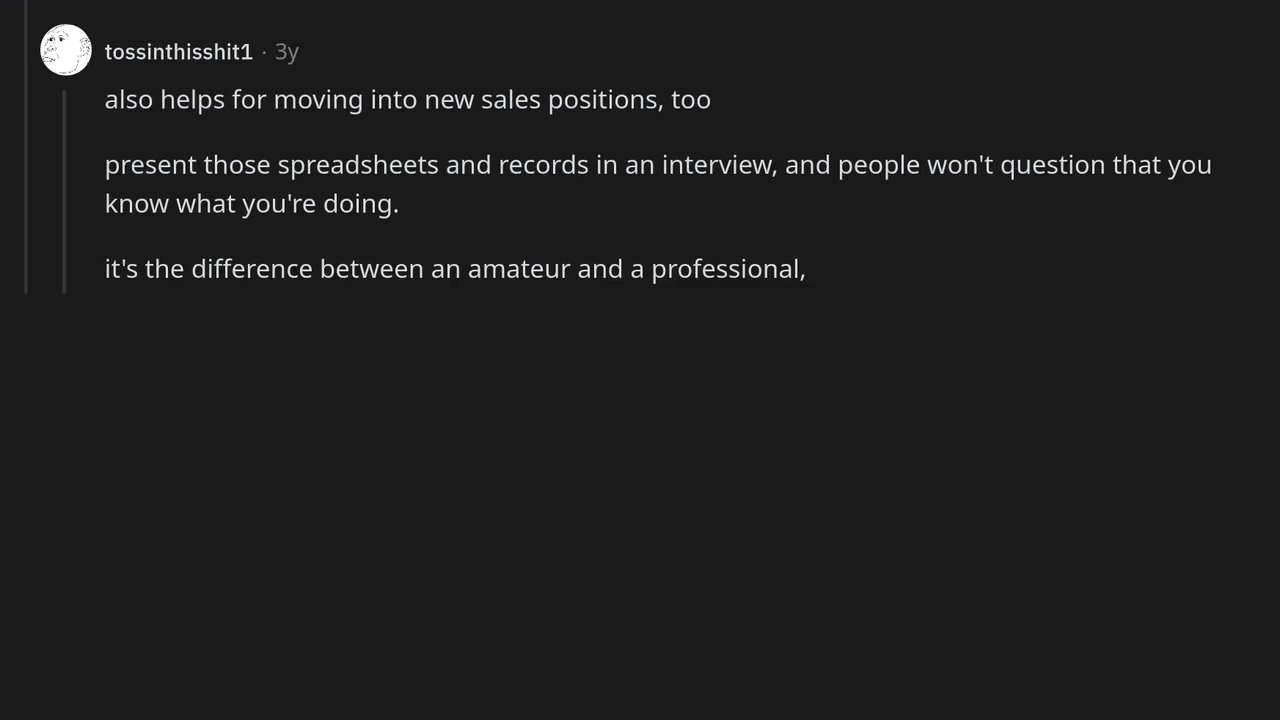 tossinthisshit1 · 3y
also helps for moving into new sales positions, too
present those spreadsheets and records in an interview, and people won't question that you
know what you're doing.
it's the difference between an amateur and a professional,